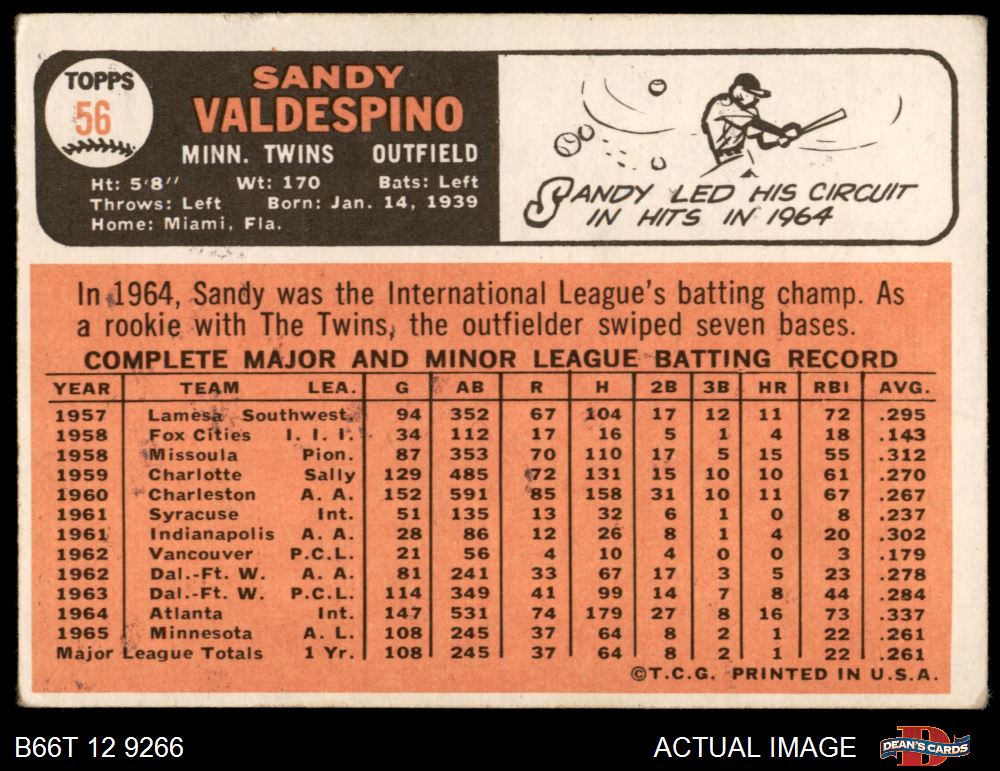 TOPPS
56
SANDY
VALDESPINO
MINN. TWINS OUTFIELD
Ht: 5'8" Wt: 170 Bats: Left
Throws: Left Born: Jan. 14, 1939
Home: Miami, Fla.
SANDY LED HIS CIRCUIT
IN HITS IN 1964
In 1964, Sandy was the International League's batting champ. As
a rookie with The Twins, the outfielder swiped seven bases.
COMPLETE MAJOR AND MINOR LEAGUE BATTING RECORD
YEAR TEAM LEA. G AB R H 2B 3B HR RBI AVG.
1957 Lamesa Southwest. 94 352 67 104 17 12 11 72 .295
1958 Fox Cities I. I. I. 34 112 17 16 5 1 4 18 .143
1958 Missoula Pion. 87 353 70 110 17 5 15 55 .312
1959 Charlotte Sally 129 485 72 131 15 10 10 61 .270
1960 Charleston A. A. 152 591 85 158 31 10 11 67 .267
1961 Syracuse Int. 51 135 13 32 6 1 0 8 .237
1961 Indianapolis A. A. 28 86 12 26 8 1 4 20 .302
1962 Vancouver P.C.L. 21 56 4 10 4 0 0 3 .179
1962 Dal.-Ft. W. A. A. 81 241 33 67 17 3 5 23 .278
1963 Dal.-Ft. W. P.C.L. 114 349 41 99 14 7 8 44 .284
1964 Atlanta Int. 147 531 74 179 27 8 16 73 .337
1965 Minnesota A. L. 108 245 37 64 8 2 1 22 .261
Major League Totals 1 Yr. 108 245 37 64 8 2 1 22 .261
©T.C.G. PRINTED IN U.S.A.
B66T 12 9266
ACTUAL IMAGE
DEAN'S CARDS